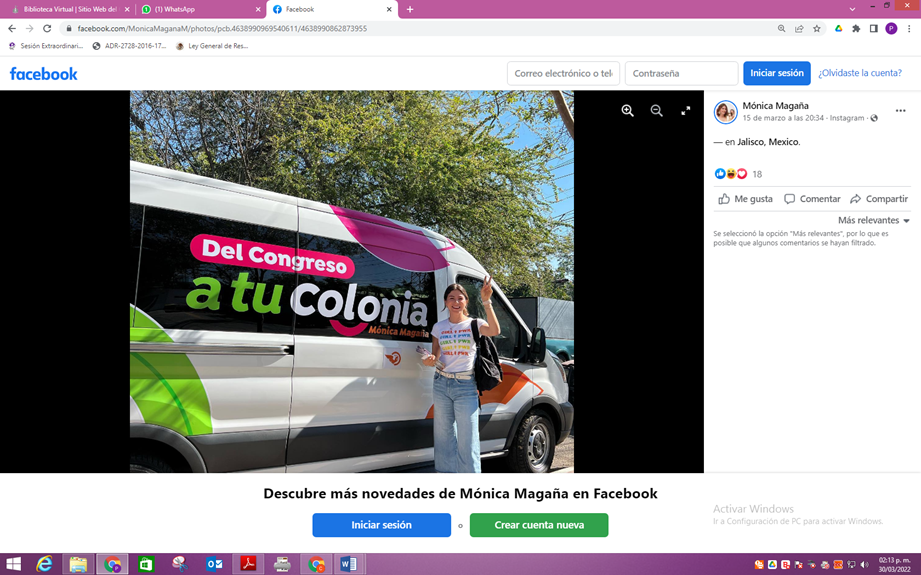 Biblioteca Virtual | Sitio Web del
(1) WhatsApp
Facebook
facebook.com/MonicaMaganaM/photos/pcb.4638990969540611/4638990862873955
Sesión Extraordinari...
ADR-2728-2016-17...
Ley General de Res...
facebook
Correo electrónico o tel
Contraseña
Iniciar sesión
¿Olvidaste la cuenta?
Del Congreso
a tu colonia
Mónica Magaña
GIRL PWR
Mónica Magaña
15 de marzo a las 20:34 · Instagram ·
— en Jalisco, Mexico.
18
Me gusta
Comentar
Compartir
Más relevantes
Se seleccionó la opción "Más relevantes", por lo que es
posible que algunos comentarios se hayan filtrado.
Descubre más novedades de Mónica Magaña en Facebook
Iniciar sesión
o
Crear cuenta nueva
Activar Windows
Ir a Configuración de PC para activar Windows.
02:13 p. m.
30/03/2022